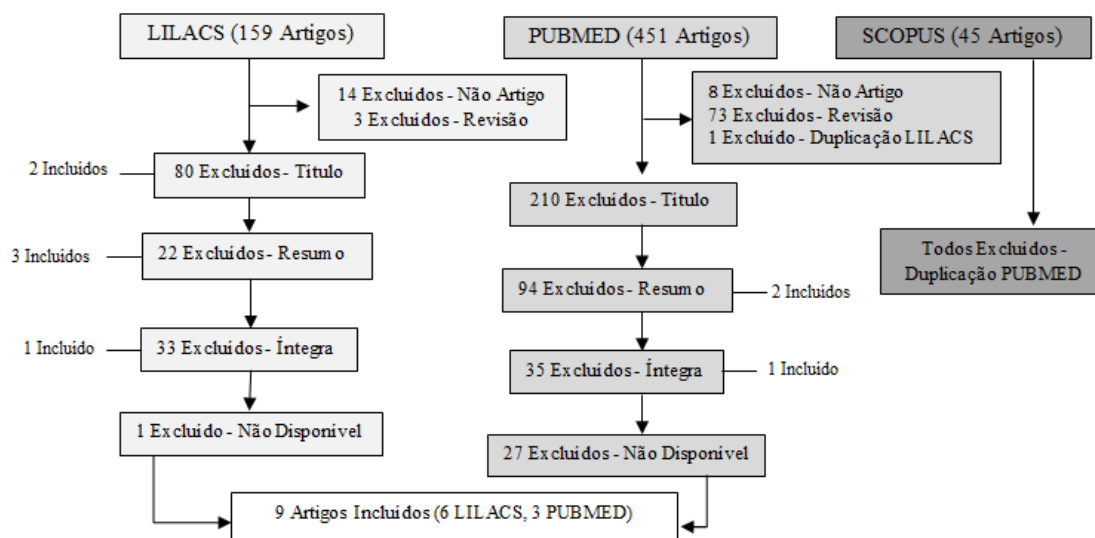 LILACS (159 Artigos)
PUBMED (451 Artigos)
SCOPUS (45 Artigos)
14 Excluídos - Não Artigo
3 Excluídos - Revisão
8 Excluídos - Não Artigo
73 Excluídos - Revisão
1 Excluído - Duplicação LILACS
2 Incluídos
80 Excluídos - Título
210 Excluídos - Título
3 Incluídos
22 Excluídos - Resumo
Todos Excluídos -
Duplicação PUBMED
94 Excluídos - Resumo
2 Incluídos
1 Incluído
33 Excluídos - Íntegra
35 Excluídos - Íntegra
1 Incluído
1 Excluído - Não Disponível
27 Excluídos - Não Disponível
9 Artigos Incluídos (6 LILACS, 3 PUBMED)